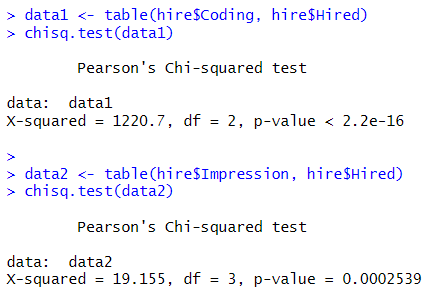 > data1 <- table(hire$Coding, hire$Hired)
> chisq.test(data1)
Pearson's Chi-squared test
data:  data1
X-squared = 1220.7, df = 2, p-value < 2.2e-16
>
> data2 <- table(hire$Impression, hire$Hired)
> chisq.test(data2)
Pearson's Chi-squared test
data:  data2
X-squared = 19.155, df = 3, p-value = 0.0002539